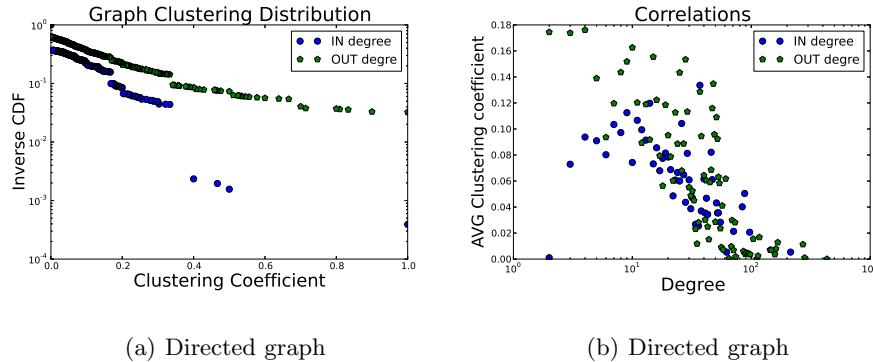 Graph Clustering Distribution
Inverse CDF
10^0
10^-1
10^-2
10^-3
10^-4
0.0 0.2 0.4 0.6 0.8 1.0
Clustering Coefficient
IN degree
OUT degre
(a) Directed graph
Correlations
AVG Clustering coefficient
0.18
0.16
0.14
0.12
0.10
0.08
0.06
0.04
0.02
0.00
10^0 10^1 10^2 10
Degree
IN degree
OUT degree
(b) Directed graph